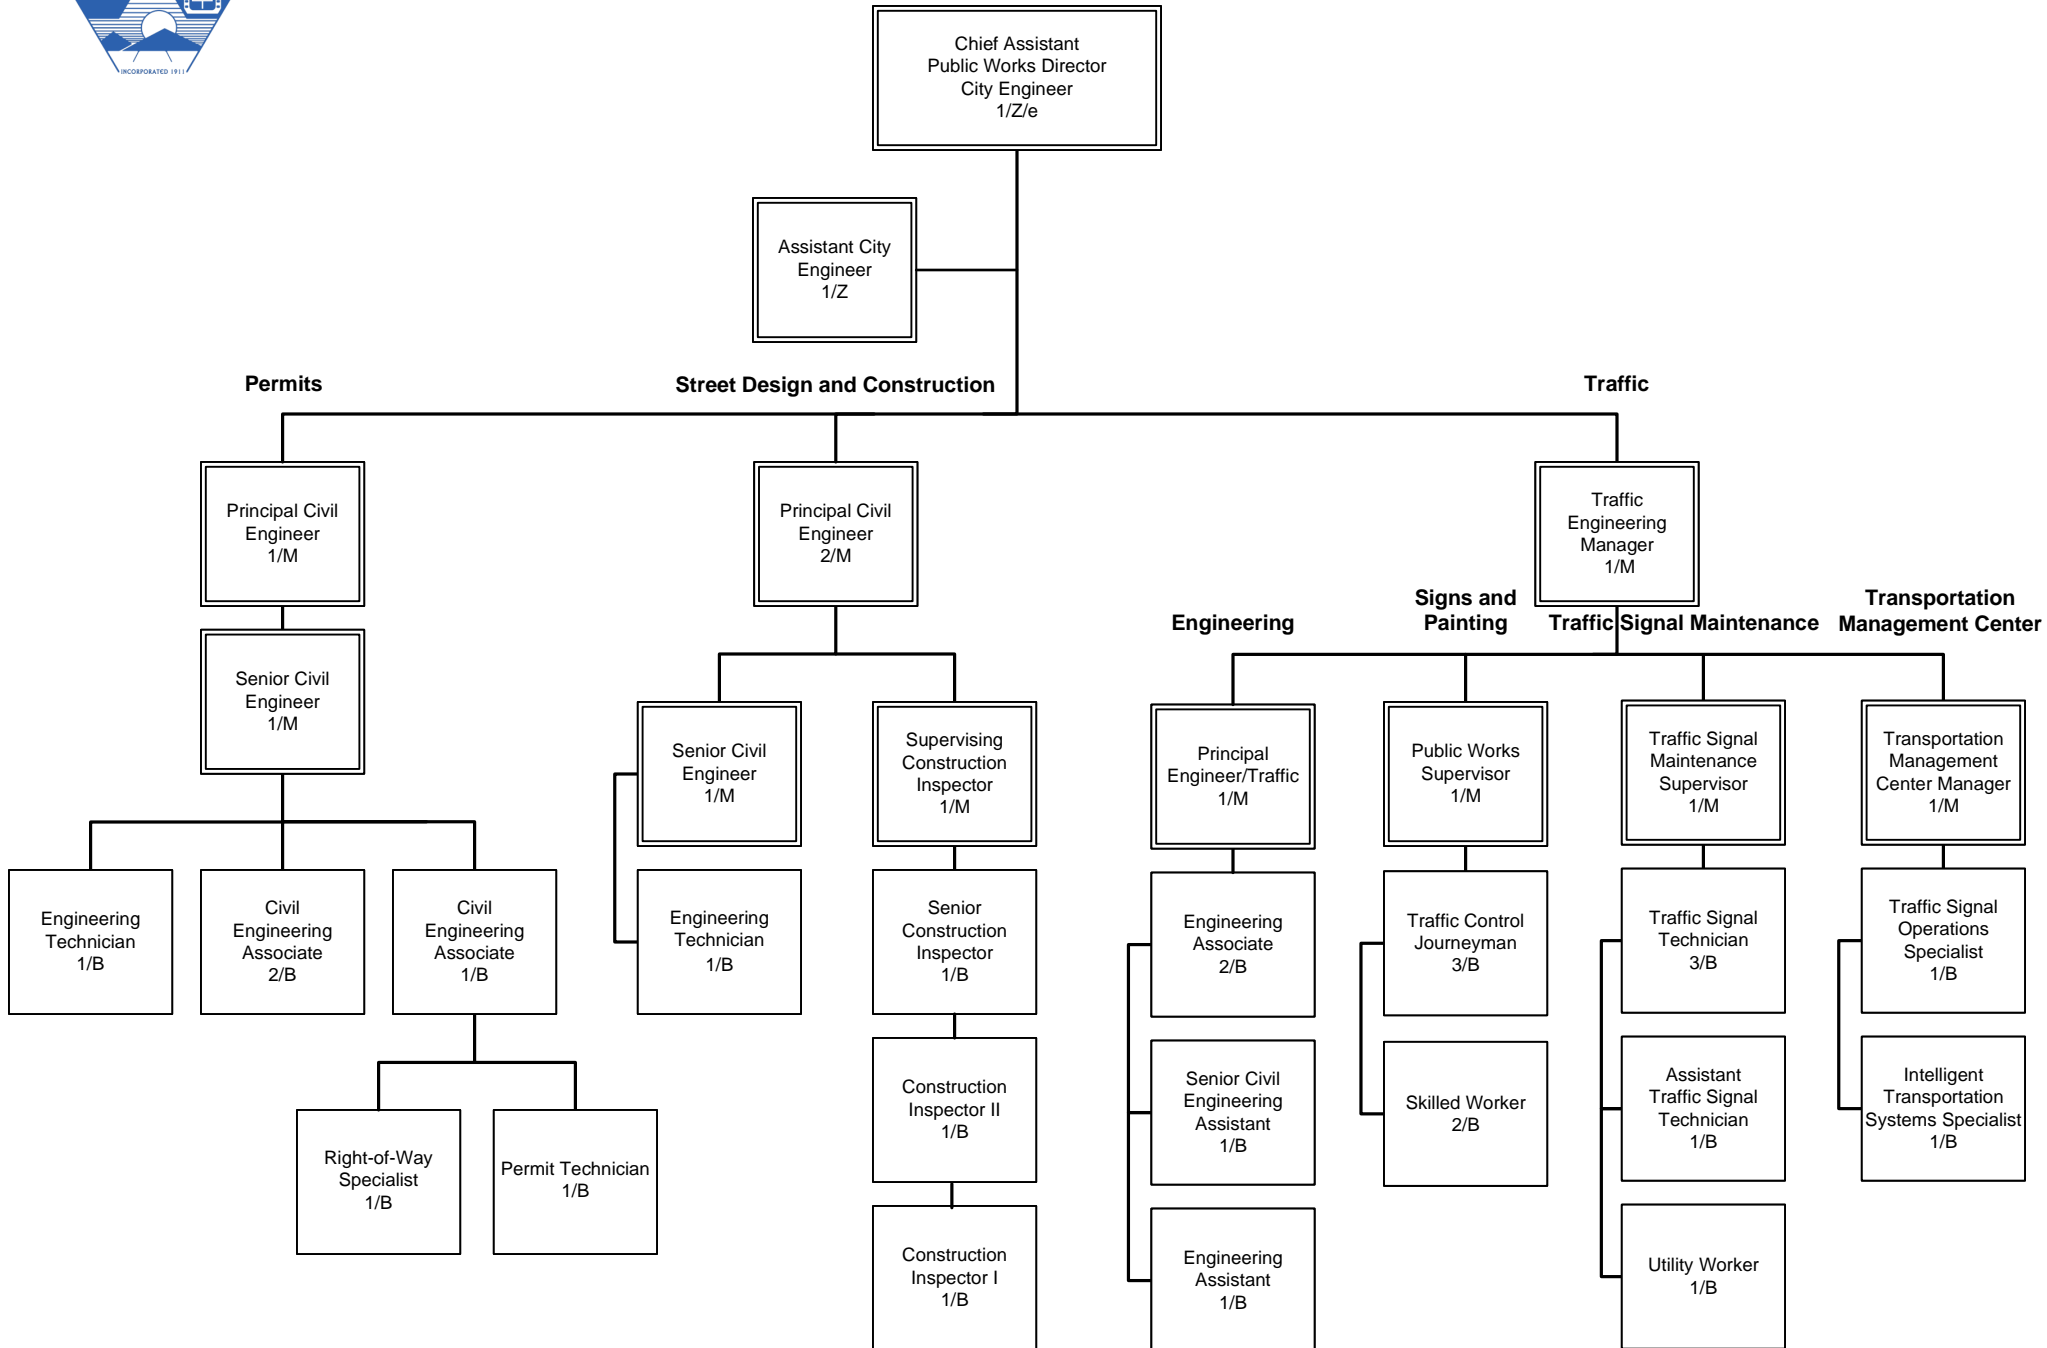 INCORPORATED 1911
Chief Assistant
Public Works Director
City Engineer
1/Z/e
Assistant City
Engineer
1/Z
Permits
Street Design and Construction
Traffic
Principal Civil
Engineer
1/M
Senior Civil
Engineer
1/M
Engineering
Technician
1/B
Civil
Engineering
Associate
2/B
Civil
Engineering
Associate
1/B
Right-of-Way
Specialist
1/B
Permit Technician
1/B
Principal Civil
Engineer
2/M
Senior Civil
Engineer
1/M
Engineering
Technician
1/B
Supervising
Construction
Inspector
1/M
Senior
Construction
Inspector
1/B
Construction
Inspector II
1/B
Construction
Inspector I
1/B
Traffic
Engineering
Manager
1/M
Engineering
Principal
Engineer/Traffic
1/M
Engineering
Associate
2/B
Senior Civil
Engineering
Assistant
1/B
Engineering
Assistant
1/B
Signs and
Painting
Public Works
Supervisor
1/M
Traffic Control
Journeyman
3/B
Skilled Worker
2/B
Traffic Signal Maintenance
Traffic Signal
Maintenance
Supervisor
1/M
Traffic Signal
Technician
3/B
Assistant
Traffic Signal
Technician
1/B
Utility Worker
1/B
Transportation
Management Center
Transportation
Management
Center Manager
1/M
Traffic Signal
Operations
Specialist
1/B
Intelligent
Transportation
Systems Specialist
1/B